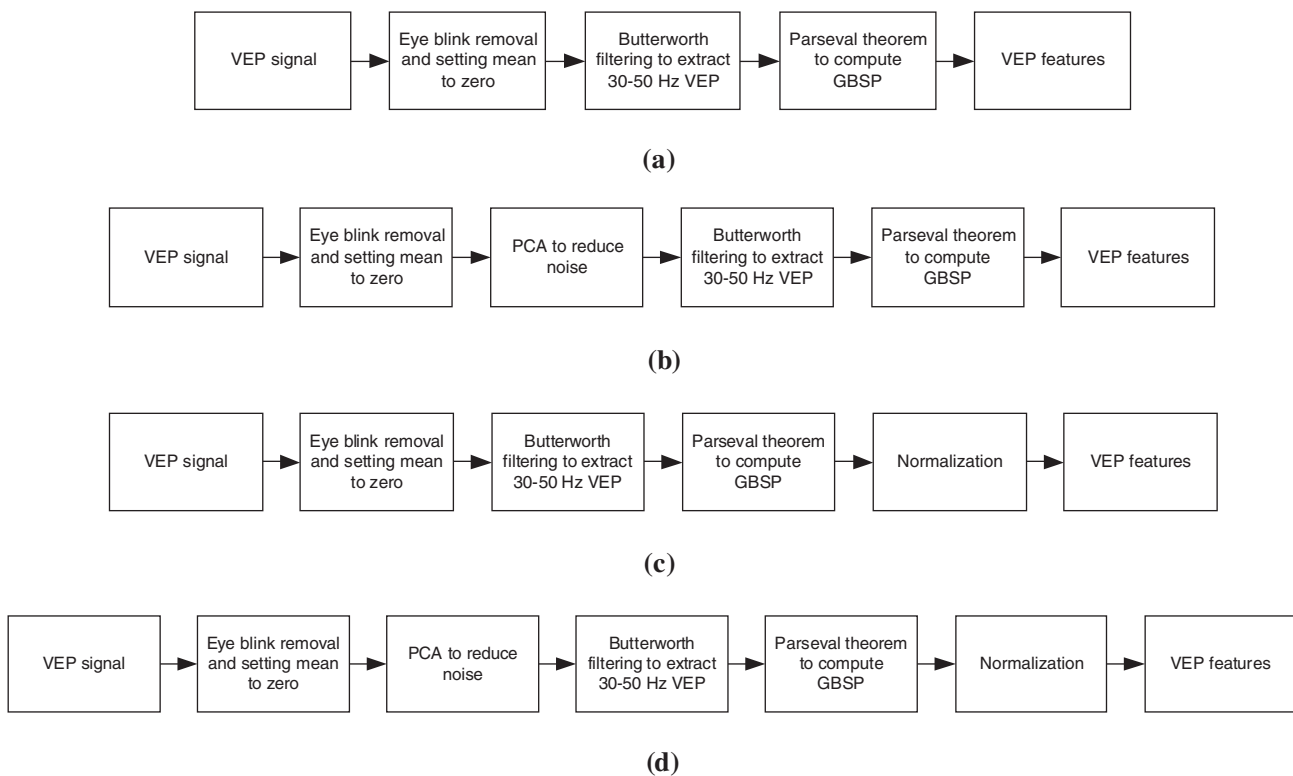 VEP signal
Eye blink removal
and setting mean
to zero
Butterworth
filtering to extract
30-50 Hz VEP
Parseval theorem
to compute
GBSP
VEP features
(a)
VEP signal
Eye blink removal
and setting mean
to zero
PCA to reduce
noise
Butterworth
filtering to extract
30-50 Hz VEP
Parseval theorem
to compute
GBSP
VEP features
(b)
VEP signal
Eye blink removal
and setting mean
to zero
Butterworth
filtering to extract
30-50 Hz VEP
Parseval theorem
to compute
GBSP
Normalization
VEP features
(c)
VEP signal
Eye blink removal
and setting mean
to zero
PCA to reduce
noise
Butterworth
filtering to extract
30-50 Hz VEP
Parseval theorem
to compute
GBSP
Normalization
VEP features
(d)